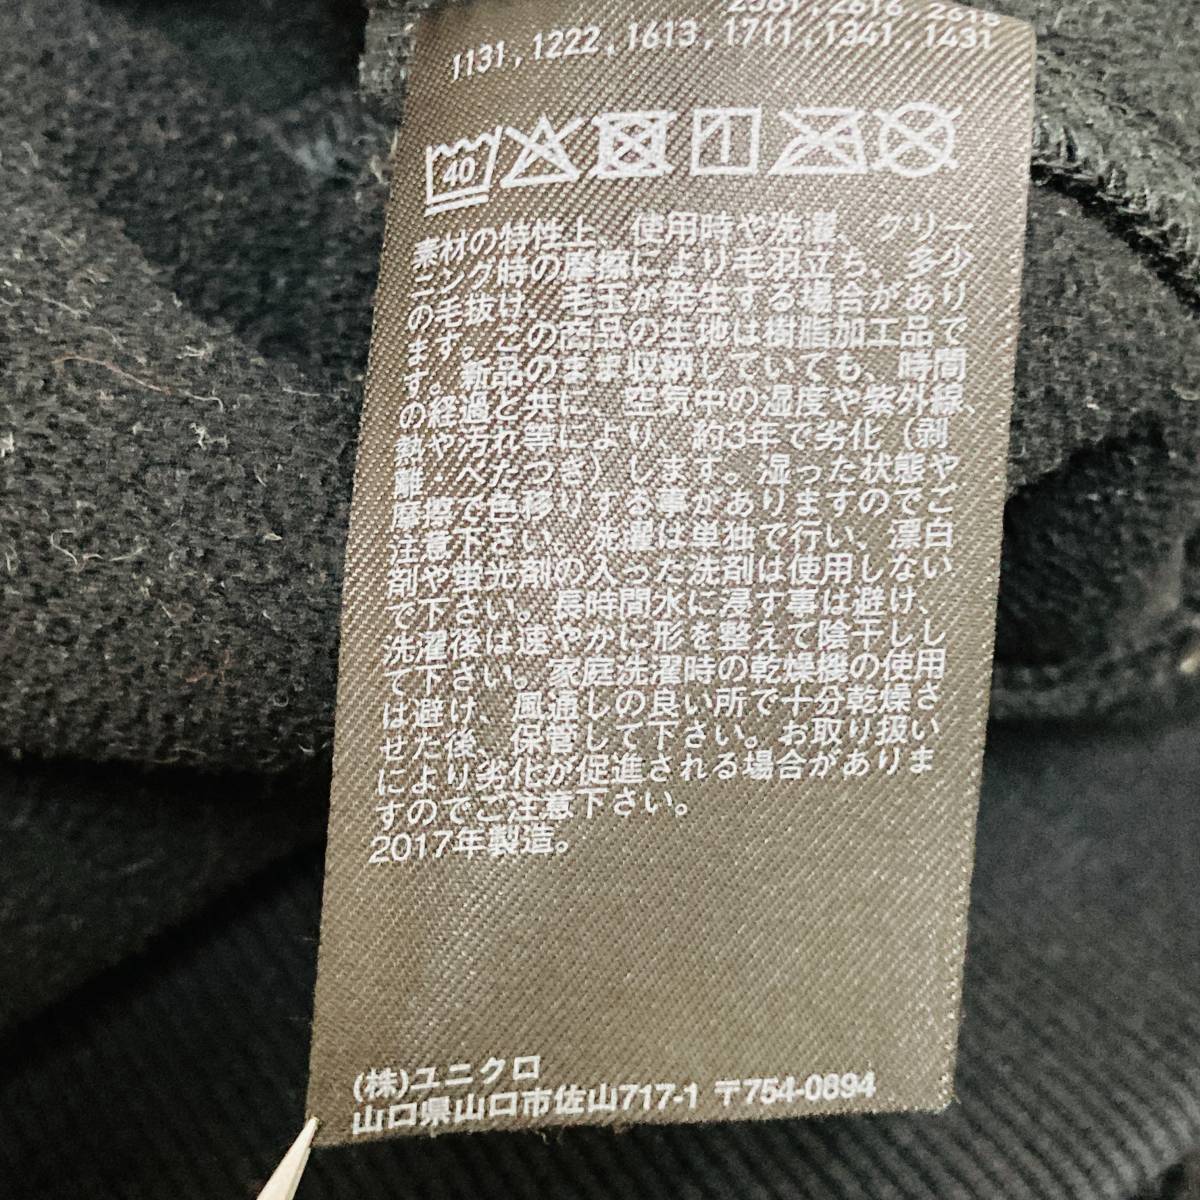 2581 2616 2618
1131 , 1222 , 1613 , 1711 , 1341 , 1431
40
素材の特性上、使用時や洗濯、クリー
ニング時の摩擦により毛羽立ち、多少
の毛抜け、毛玉が発生する場合があり
ます。この商品の生地は樹脂加工品で
す。新品のまま収納していても、時間
の経過と共に、空気中の湿度や紫外線、
熱や汚れ等により、約3年で劣化（剥
離・べたつき）します。湿った状態や
摩擦で色移りする事がありますのでご
注意下さい。洗濯は単独で行い、漂白
剤や蛍光剤の入った洗剤は使用しない
で下さい。長時間水に浸す事は避け、
洗濯後は速やかに形を整えて陰干しし
て下さい。家庭洗濯時の乾燥機の使用
は避け、風通しの良い所で十分乾燥さ
せた後、保管して下さい。お取り扱い
により劣化が促進される場合がありま
すのでご注意下さい。
2017年製造。
(株)ユニクロ
山口県山口市佐山717-1 〒754-0894